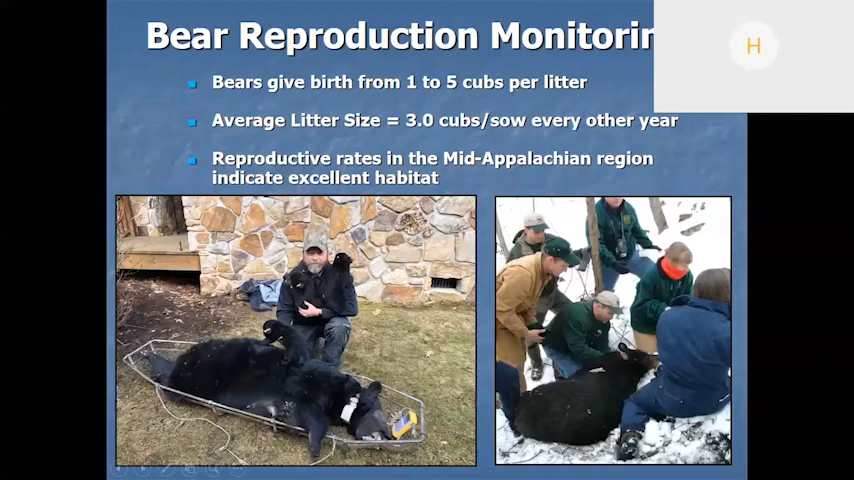 Bear Reproduction Monitorin
H
Bears give birth from 1 to 5 cubs per litter
Average Litter Size = 3.0 cubs/sow every other year
Reproductive rates in the Mid-Appalachian region
indicate excellent habitat